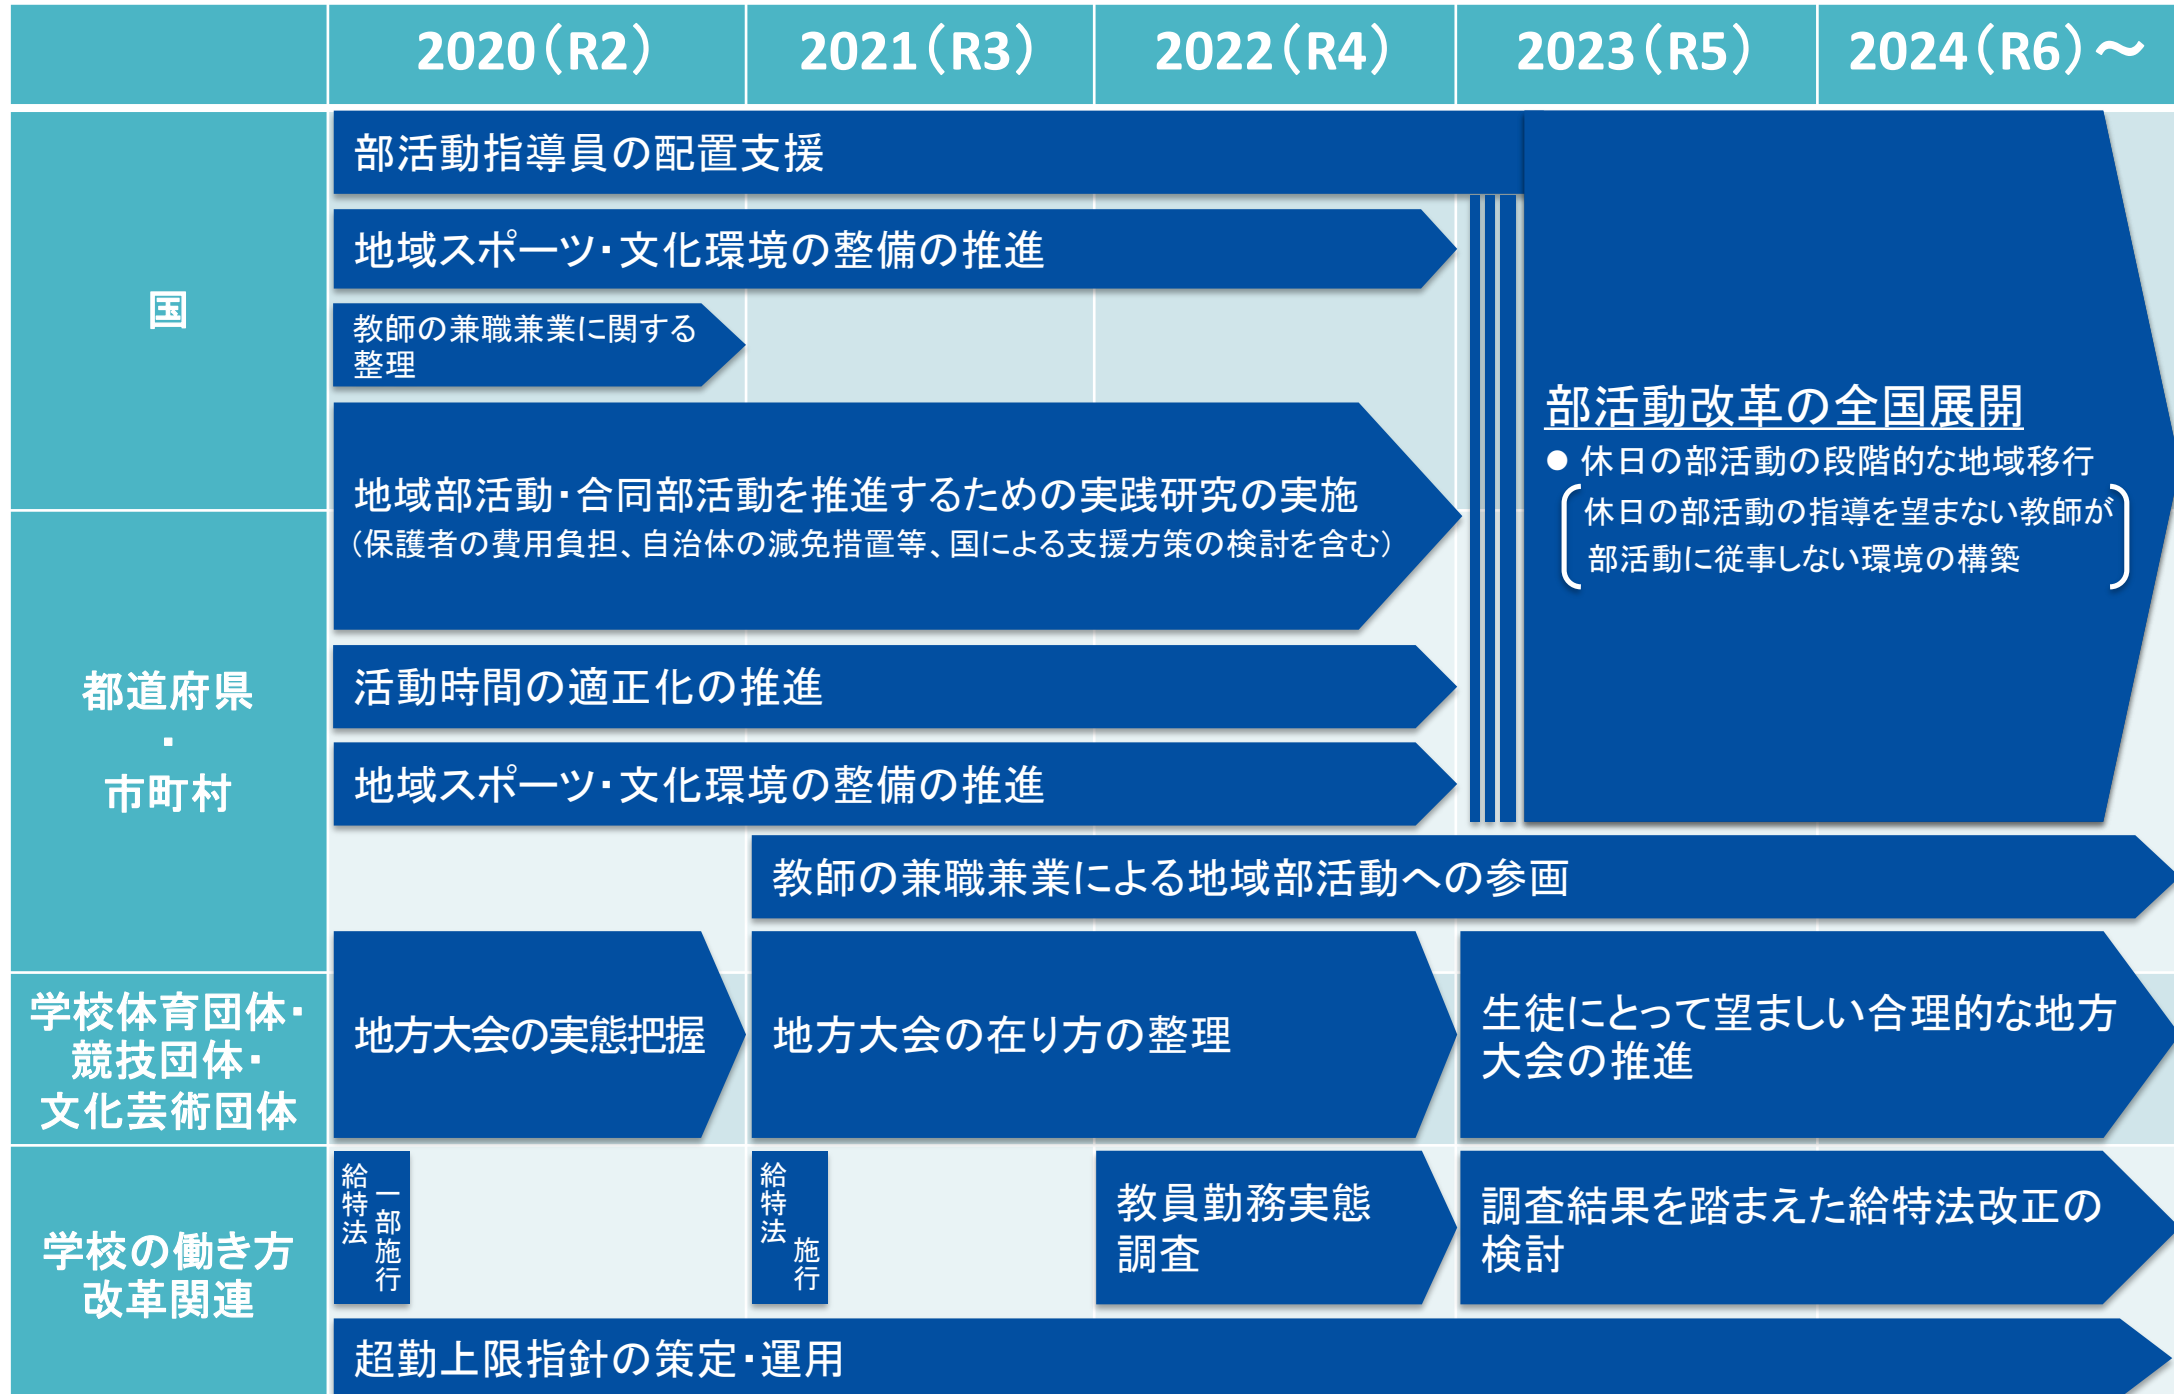 2020（R2）
2021（R3）
2022（R4）
2023（R5）
2024（R6）～
国
部活動指導員の配置支援
地域スポーツ・文化環境の整備の推進
教師の兼職兼業に関する
整理
地域部活動・合同部活動を推進するための実践研究の実施
（保護者の費用負担、自治体の減免措置等、国による支援方策の検討を含む）
部活動改革の全国展開
● 休日の部活動の段階的な地域移行
休日の部活動の指導を望まない教師が
部活動に従事しない環境の構築
都道府県
・
市町村
活動時間の適正化の推進
地域スポーツ・文化環境の整備の推進
教師の兼職兼業による地域部活動への参画
学校体育団体・
競技団体・
文化芸術団体
地方大会の実態把握
地方大会の在り方の整理
生徒にとって望ましい合理的な地方
大会の推進
学校の働き方
改革関連
給特法
一部施行
給特法
施行
教員勤務実態
調査
調査結果を踏まえた給特法改正の
検討
超勤上限指針の策定・運用